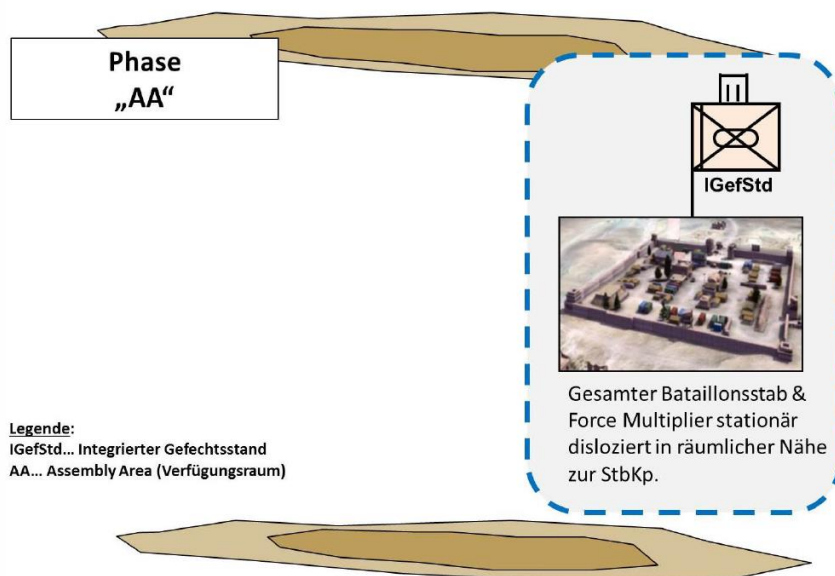 Phase
„AA“
IGefStd
Gesamter Bataillonsstab &
Force Multiplier stationär
disloziert in räumlicher Nähe
zur StbKp.
Legende:
IGefStd... Integrierter Gefechtsstand
AA... Assembly Area (Verfügungsraum)